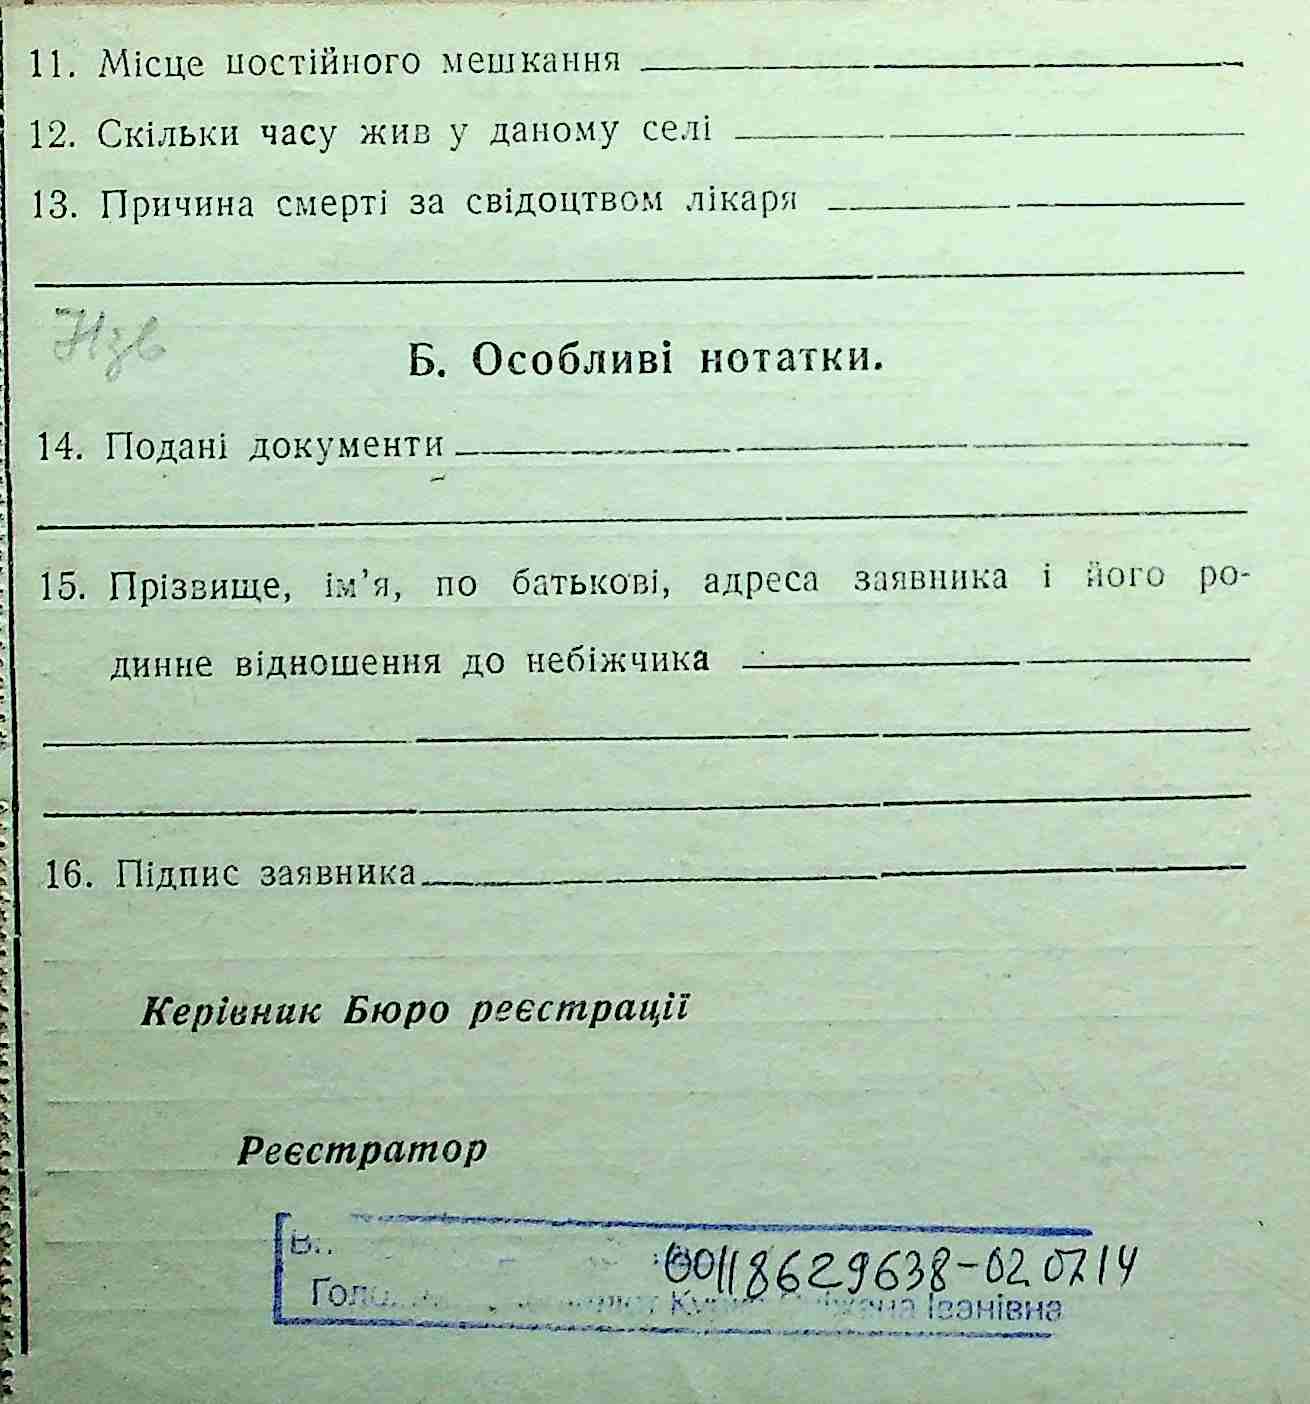 11. Місце постійного мешкання
12. Скільки часу жив у даному селі
13. Причина смерті за свідоцтвом лікаря
Б. Особливі нотатки.
14. Подані документи
15. Прізвище, ім’я, по батькові, адреса заявника і його ро-
динне відношення до небіжчика
16. Підпис заявника
Керівник Бюро реєстрації
Реєстратор
00118629638-02.07.14
Іванівна